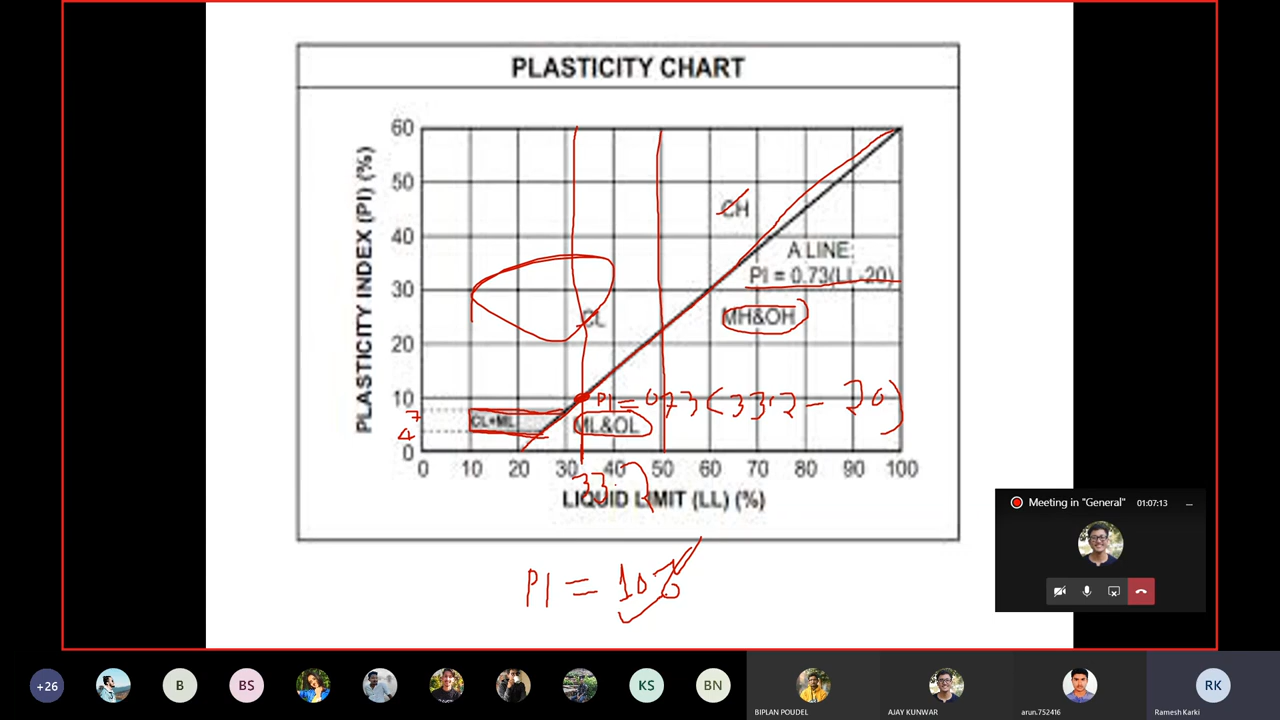 PLASTICITY CHART
PLASTICITY INDEX (PI) (%)
60
50
40
30
20
10
7
4
0
CH
A LINE:
PI = 0.73(LL-20)
CL
MH&OH
PI = 0.73 (33.2 - 20)
CL+ML
ML&OL
0 10 20 30 40 50 60 70 80 90 100
33.2
LIQUID LIMIT (LL) (%)
PI = 10%
Meeting in "General" 01:07:13 ...
+26 B BS KS BN RK
BIPLAN POUDEL AJAY KUNWAR arun.752416 Ramesh Karki